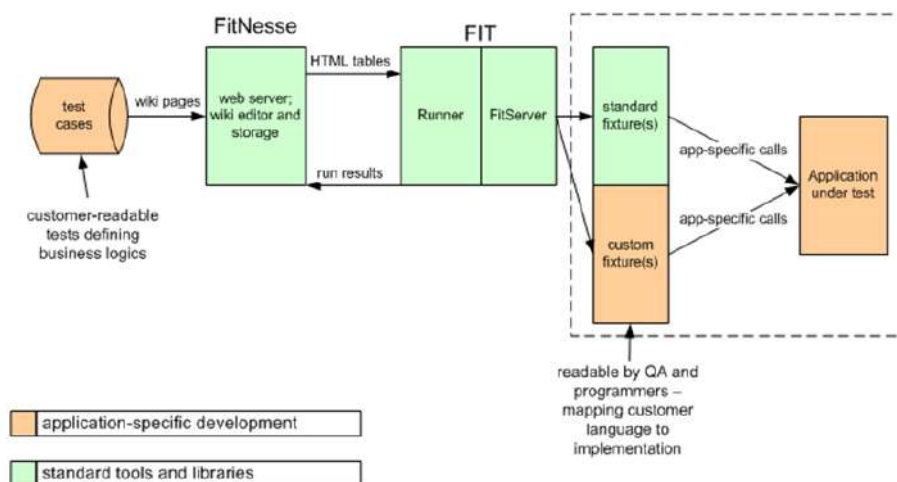 FitNesse
FIT
test
cases
wiki pages
web server;
wiki editor and
storage
HTML tables
run results
Runner
FitServer
standard
fixture(s)
custom
fixture(s)
app-specific calls
app-specific calls
Application
under test
customer-readable
tests defining
business logics
readable by QA and
programmers –
mapping customer
language to
implementation
application-specific development
standard tools and libraries